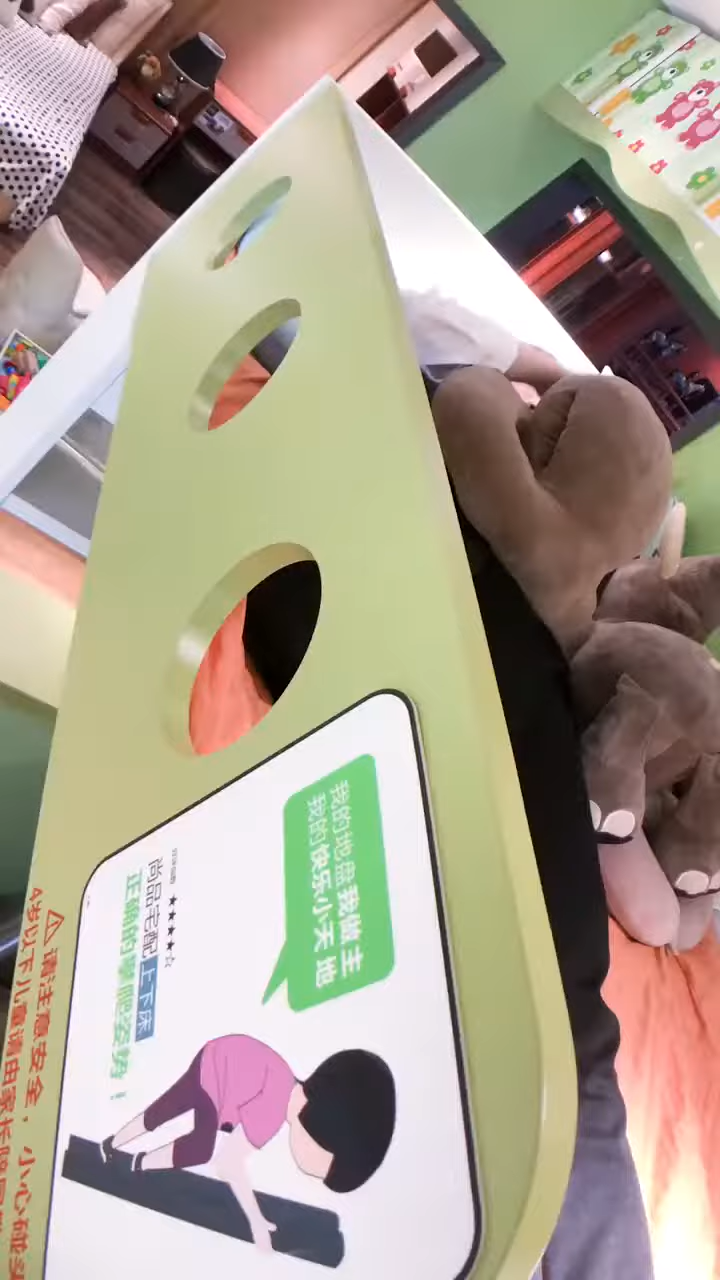 我的地盘我做主
我的快乐小天地
尚品宅配上下床
正确的攀爬姿势！
请注意安全，小心碰头
4岁以下儿童请由家长陪同